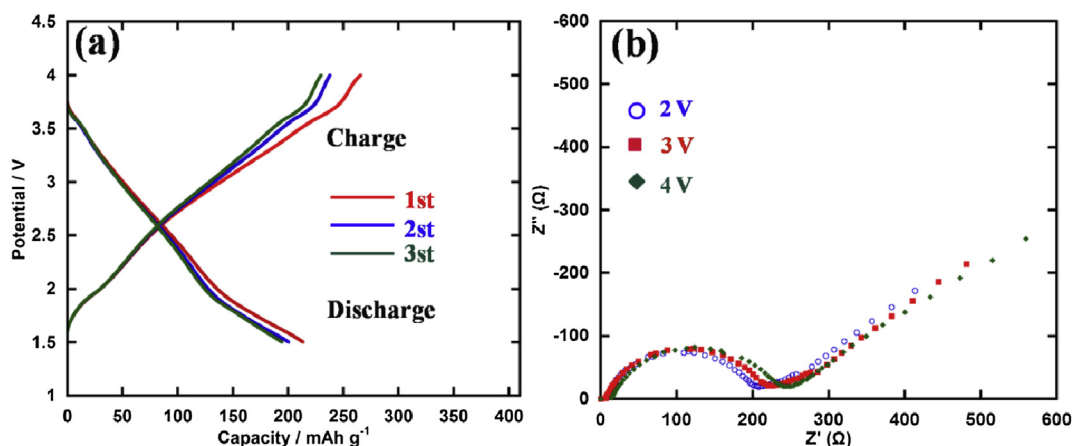 (a)
4.5
4
3.5
3
2.5
2
1.5
1
Potential / V
Charge
1st
2st
3st
Discharge
0 50 100 150 200 250 300 350 400
Capacity / mAh g⁻¹
(b)
-600
-500
-400
-300
-200
-100
0
Z'' (Ω)
2 V
3 V
4 V
0 100 200 300 400 500 600
Z' (Ω)